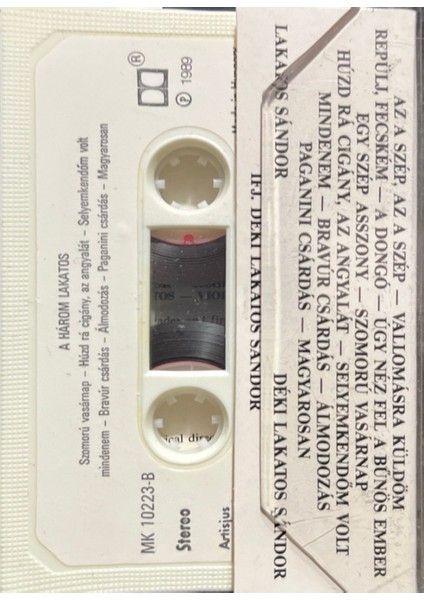 A HÁROM LAKATOS
Szomorú vasárnap – Húzd rá cigány, az angyalát – Selyemkendőm volt
mindenem – Bravúr csárdás – Álmodozás – Paganini csárdás – Magyarosan
® ℗ 1989
MK 10223-B
Stereo
Artisjus
AZ A SZÉP, AZ A SZÉP — VALLOMÁSRA KÜLDÖM
REPÜLJ FECSKÉM — A DONGÓ — ÚGY NÉZ FEL A BŰNÖS EMBER
EGY SZÉP ASSZONY — SZOMORÚ VASÁRNAP
HÚZD RÁ CIGÁNY, AZ ANGYALÁT — SELYEMKENDŐM VOLT
MINDENEM — BRAVÚR CSÁRDÁS — ÁLMODOZÁS
PAGANINI CSÁRDÁS — MAGYAROSAN
LAKATOS SÁNDOR DÉKI LAKATOS SÁNDOR
IFJ. DÉKI LAKATOS SÁNDOR